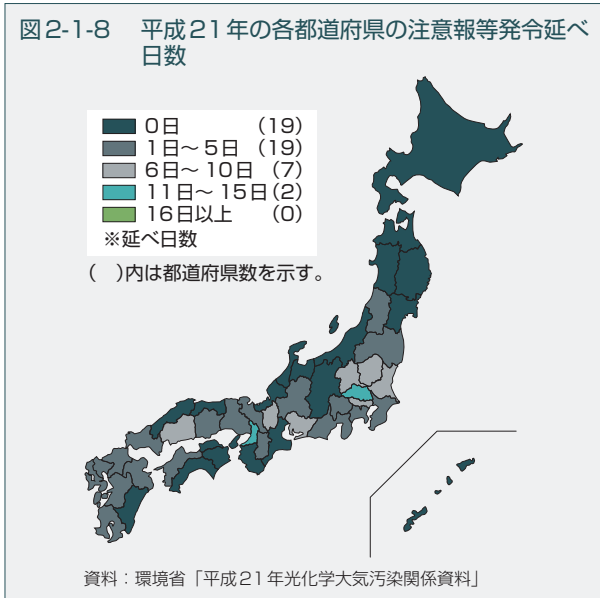 図2-1-8 平成21年の各都道府県の注意報等発令延べ
日数
0日 (19)
1日～5日 (19)
6日～10日 (7)
11日～15日(2)
16日以上 (0)
※延べ日数
( )内は都道府県数を示す。
資料：環境省「平成21年光化学大気汚染関係資料」